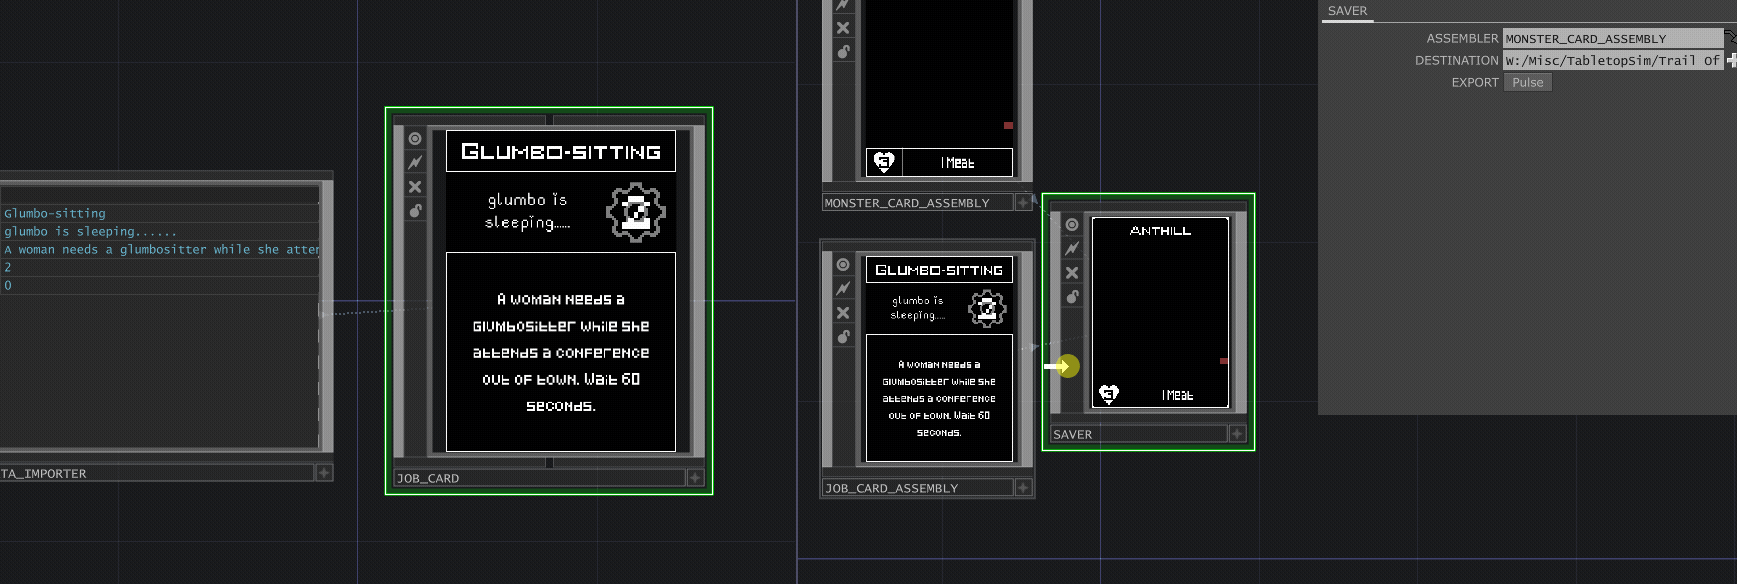 Glumbo-sitting
glumbo is sleeping......
A woman needs a glumbositter while she atten
2
0
TA_IMPORTER
Glumbo-sitting
glumbo is
sleeping......
A woman needs a
glumbositter while she
attends a conference
out of town. Wait 60
seconds.
JOB_CARD
3
1 Meat
MONSTER_CARD_ASSEMBLY
Glumbo-sitting
glumbo is
sleeping......
A woman needs a
glumbositter while she
attends a conference
out of town. Wait 60
seconds.
JOB_CARD_ASSEMBLY
Anthill
3
1 Meat
SAVER
SAVER
ASSEMBLER MONSTER_CARD_ASSEMBLY
DESTINATION W:/Misc/TabletopSim/Trail Of
EXPORT Pulse